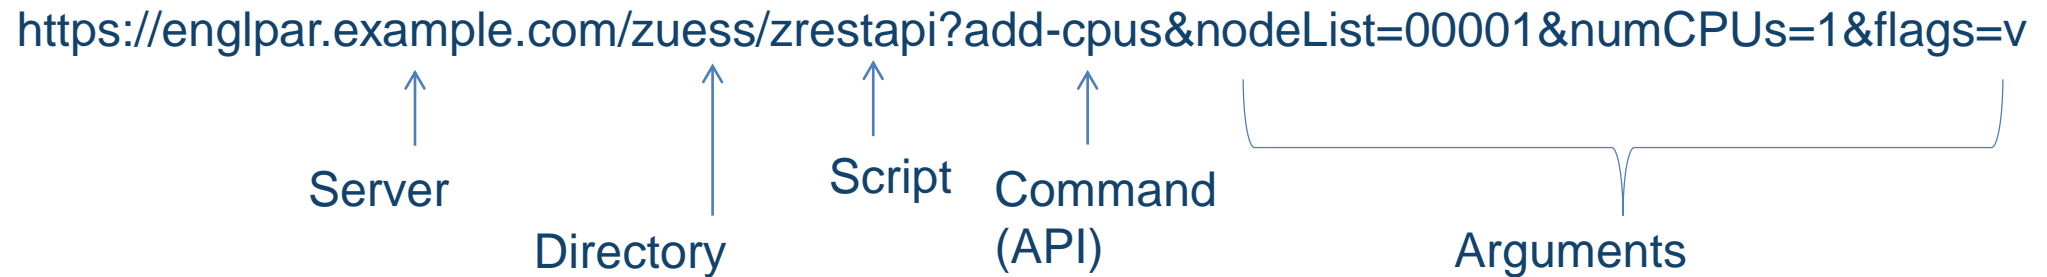 https://englpar.example.com/zuess/zrestapi?add-cpus&nodeList=00001&numCPUs=1&flags=v
Server
Directory
Script
Command
(API)
Arguments